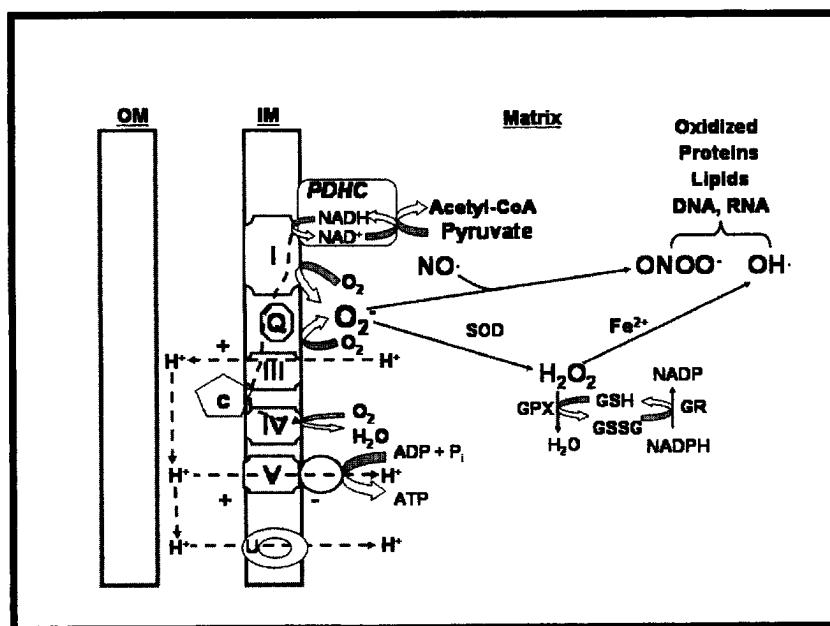 OM
IM
Matrix
Oxidized
Proteins
Lipids
DNA, RNA
PDHC
NADH
NAD⁺
Acetyl-CoA
Pyruvate
I
O₂
NO·
ONOO⁻
OH·
Q
O₂·⁻
SOD
Fe²⁺
O₂
+
H⁺
III
H⁺
H₂O₂
NADP
C
GPX
GSH
GR
GSSG
H₂O
NADPH
IV
O₂
H₂O
ADP + Pᵢ
H⁺
V
H⁺
+
-
ATP
H⁺
U
H⁺